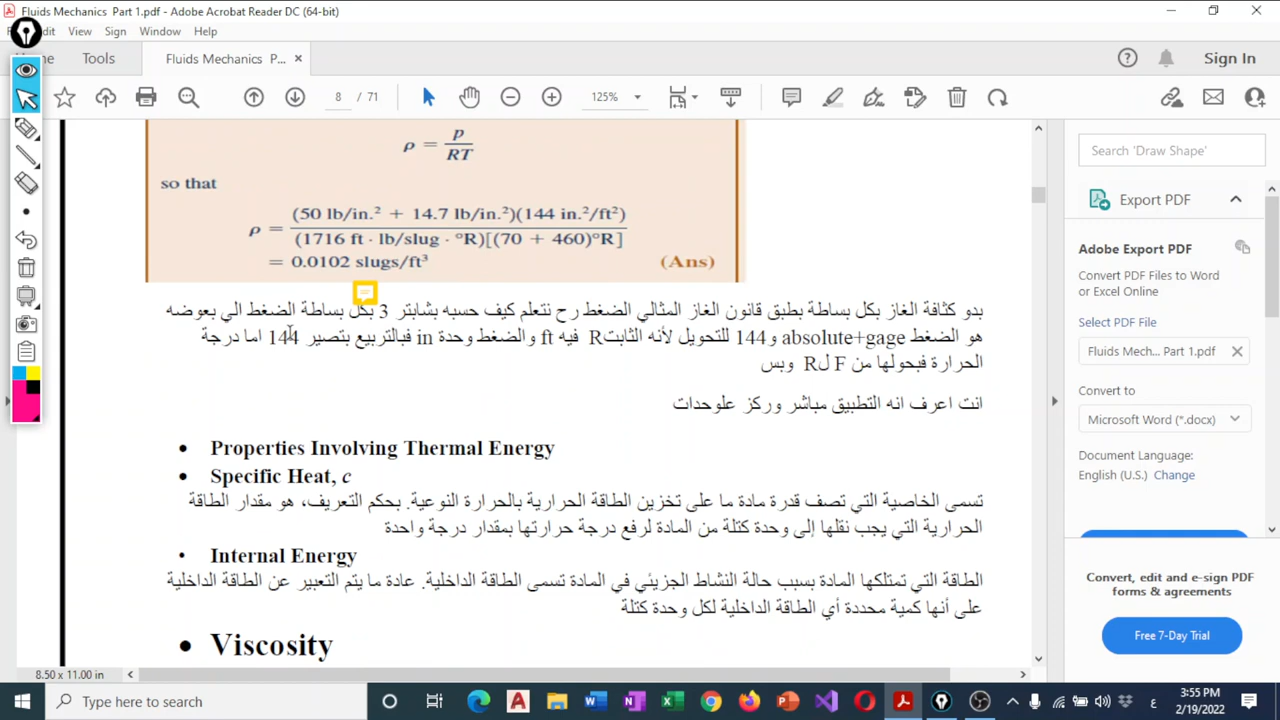 Fluids Mechanics Part 1.pdf - Adobe Acrobat Reader DC (64-bit)
View Sign Window Help
Tools
Fluids Mechanics P...
Sign In
8 / 71
125%
ρ = p / RT
so that
ρ = (50 lb/in.² + 14.7 lb/in.²)(144 in.²/ft²) / (1716 ft · lb/slug · °R)[(70 + 460)°R]
= 0.0102 slugs/ft³ (Ans)
بدو كثافة الغاز بكل بساطة بطبق قانون الغاز المثالي الضغط رح نتعلم كيف حسبه بشابتر 3 بكل بساطة الضغط الي بعوضه
هو الضغط absolute+gage و144 للتحويل لأنه الثابتR فيه ft والضغط وحدة in فبالتربيع بتصير 144 اما درجة
الحرارة فبحولها من F لR وبس
انت اعرف انه التطبيق مباشر وركز علوحدات
• Properties Involving Thermal Energy
• Specific Heat, c
تسمى الخاصية التي تصف قدرة مادة ما على تخزين الطاقة الحرارية بالحرارة النوعية. بحكم التعريف، هو مقدار الطاقة
الحرارية التي يجب نقلها إلى وحدة كتلة من المادة لرفع درجة حرارتها بمقدار درجة واحدة
• Internal Energy
الطاقة التي تمتلكها المادة بسبب حالة النشاط الجزيئي في المادة تسمى الطاقة الداخلية. عادة ما يتم التعبير عن الطاقة الداخلية
على أنها كمية محددة أي الطاقة الداخلية لكل وحدة كتلة
• Viscosity
8.50 x 11.00 in
Search 'Draw Shape'
Export PDF
Adobe Export PDF
Convert PDF Files to Word
or Excel Online
Select PDF File
Fluids Mech... Part 1.pdf
Convert to
Microsoft Word (*.docx)
Document Language:
English (U.S.) Change
Convert, edit and e-sign PDF
forms & agreements
Free 7-Day Trial
Type here to search
ع
3:55 PM
2/19/2022